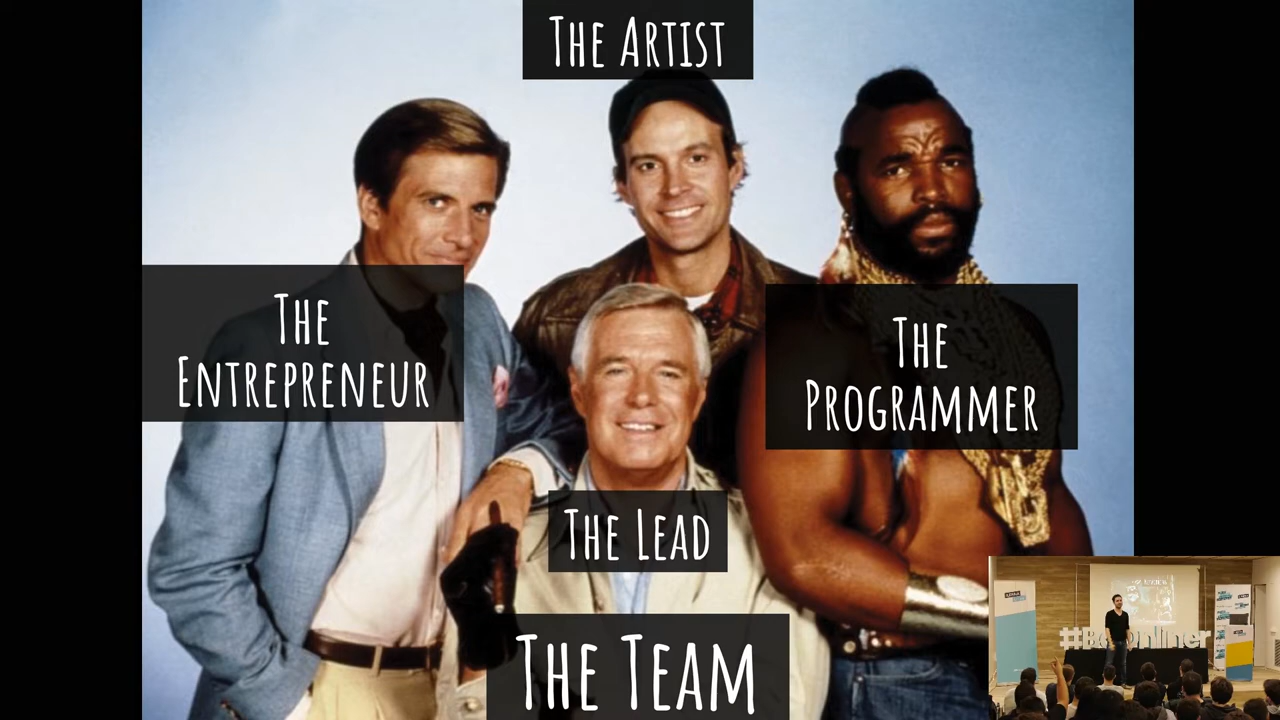 The Artist
The
Entrepreneur
The
Programmer
The Lead
The Team